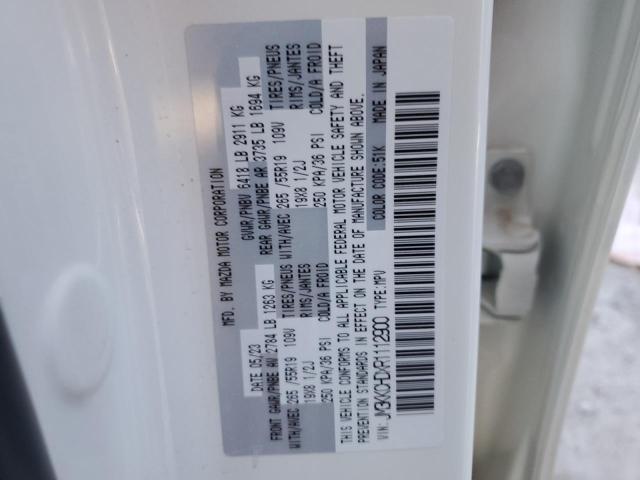 MFD. BY MAZDA MOTOR CORPORATION
DATE 05/23 GVWR/PNBV 6418 LB 2911 KG
FRONT GAWR/PNBE AV 2784 LB 1263 KG REAR GAWR/PNBE AR 3735 LB 1694 KG
WITH/AVEC 265 /55R19 109V TIRES/PNEUS WITH/AVEC 265 /55R19 109V TIRES/PNEUS
19X8 1/2J RIMS/JANTES 19X8 1/2J RIMS/JANTES
250 KPA/36 PSI COLD/A FROID 250 KPA/36 PSI COLD/A FROID
THIS VEHICLE CONFORMS TO ALL APPLICABLE FEDERAL MOTOR VEHICLE SAFETY AND THEFT
PREVENTION STANDARDS IN EFFECT ON THE DATE OF MANUFACTURE SHOWN ABOVE.
VIN: JM3KKCHDXR1112900 TYPE:MPV COLOR CODE:51K MADE IN JAPAN